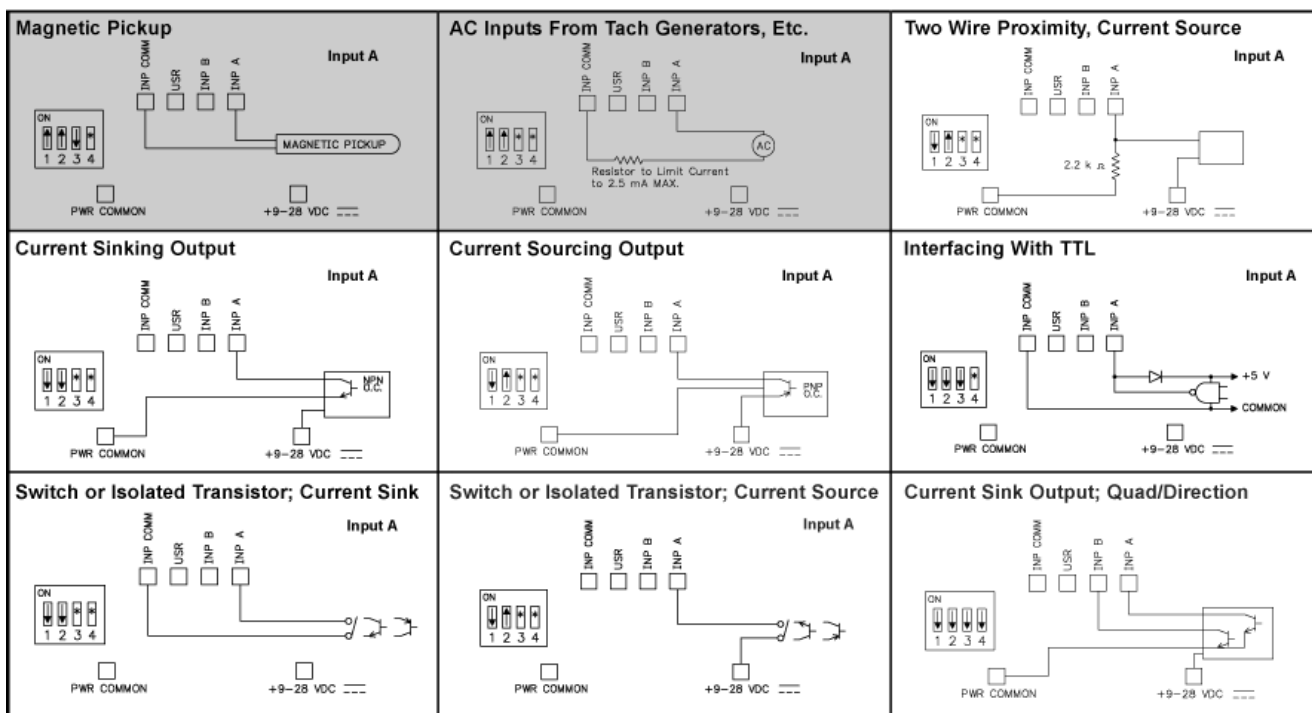 Magnetic Pickup
Input A
INP COMM
USR
INP B
INP A
ON
1 2 3 4
MAGNETIC PICKUP
PWR COMMON
+9-28 VDC
AC Inputs From Tach Generators, Etc.
Input A
INP COMM
USR
INP B
INP A
ON
* *
1 2 3 4
AC
Resistor to Limit Current
to 2.5 mA MAX.
PWR COMMON
+9-28 VDC
Two Wire Proximity, Current Source
Input A
INP COMM
USR
INP B
INP A
ON
* *
1 2 3 4
2.2 k Ω
PWR COMMON
+9-28 VDC
Current Sinking Output
Input A
INP COMM
USR
INP B
INP A
ON
* *
1 2 3 4
NPN
O.C.
PWR COMMON
+9-28 VDC
Current Sourcing Output
Input A
INP COMM
USR
INP B
INP A
ON
* *
1 2 3 4
PNP
O.C.
PWR COMMON
+9-28 VDC
Interfacing With TTL
Input A
INP COMM
USR
INP B
INP A
ON
*
1 2 3 4
+5 V
COMMON
PWR COMMON
+9-28 VDC
Switch or Isolated Transistor; Current Sink
Input A
INP COMM
USR
INP B
INP A
ON
* *
1 2 3 4
PWR COMMON
+9-28 VDC
Switch or Isolated Transistor; Current Source
Input A
INP COMM
USR
INP B
INP A
ON
* *
1 2 3 4
PWR COMMON
+9-28 VDC
Current Sink Output; Quad/Direction
INP COMM
USR
INP B
INP A
ON
1 2 3 4
PWR COMMON
+9-28 VDC